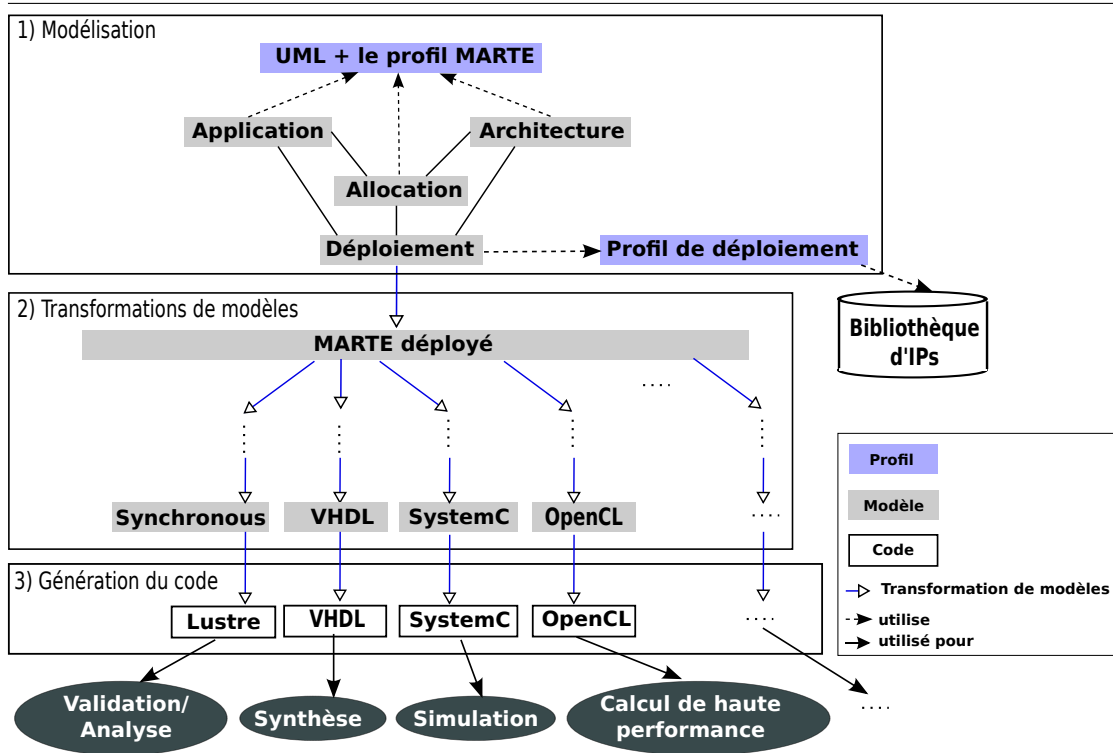 1) Modélisation
UML + le profil MARTE
Application
Architecture
Allocation
Déploiement
Profil de déploiement
2) Transformations de modèles
MARTE déployé
Bibliothèque
d'IPs
....
Synchronous
VHDL
SystemC
OpenCL
....
3) Génération du code
Lustre
VHDL
SystemC
OpenCL
....
Validation/
Analyse
Synthèse
Simulation
Calcul de haute
performance
....
Profil
Modèle
Code
Transformation de modèles
utilise
utilisé pour